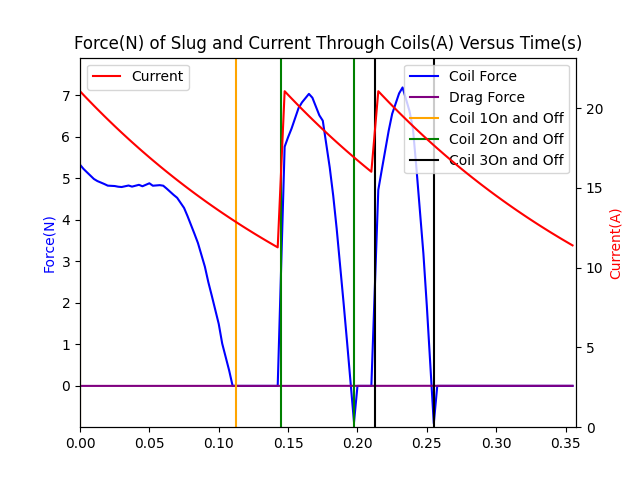 Force(N) of Slug and Current Through Coils(A) Versus Time(s)
Current
Coil Force
Drag Force
Coil 1On and Off
Coil 2On and Off
Coil 3On and Off
Force(N)
7
6
5
4
3
2
1
0
Current(A)
20
15
10
5
0
0.00 0.05 0.10 0.15 0.20 0.25 0.30 0.35